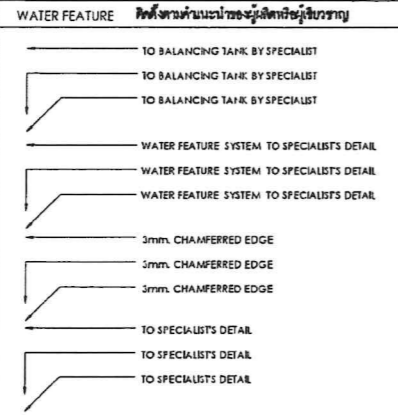 WATER FEATURE ติดตั้งตามคำแนะนำของผู้ผลิตหรือผู้เชี่ยวชาญ
TO BALANCING TANK BY SPECIALIST
TO BALANCING TANK BY SPECIALIST
TO BALANCING TANK BY SPECIALIST
WATER FEATURE SYSTEM TO SPECIALIST'S DETAIL
WATER FEATURE SYSTEM TO SPECIALIST'S DETAIL
WATER FEATURE SYSTEM TO SPECIALIST'S DETAIL
3mm. CHAMFERRED EDGE
3mm. CHAMFERRED EDGE
3mm. CHAMFERRED EDGE
TO SPECIALIST'S DETAIL
TO SPECIALIST'S DETAIL
TO SPECIALIST'S DETAIL